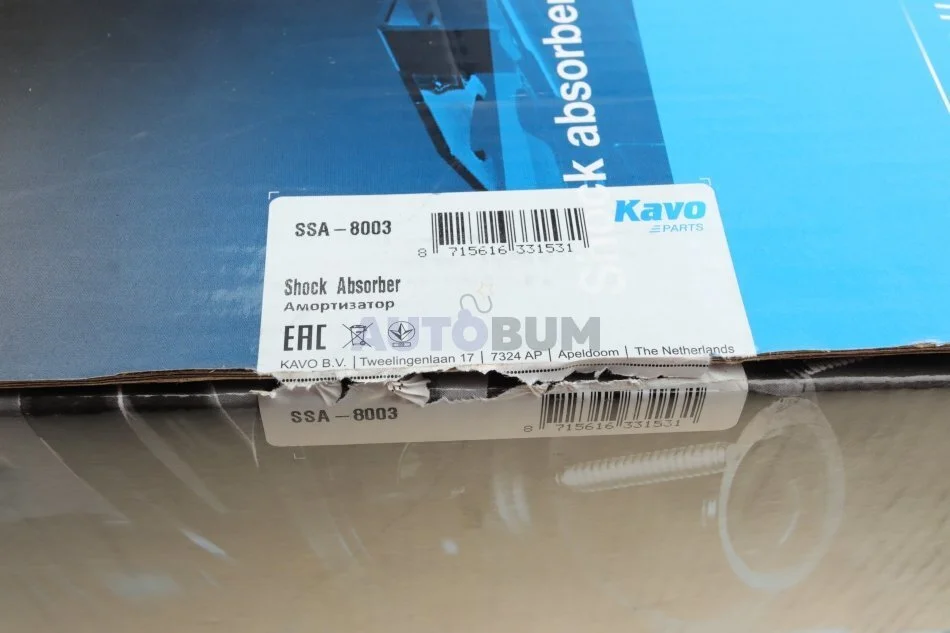 Shock absorber
SSA-8003
8 715616 331531
Kavo
PARTS
Shock Absorber
Амортизатор
EAC
AUTOBUM
KAVO B.V. | Tweelingenlaan 17 | 7324 AP | Apeldoorn | The Netherlands
SSA-8003
8 715616 331531